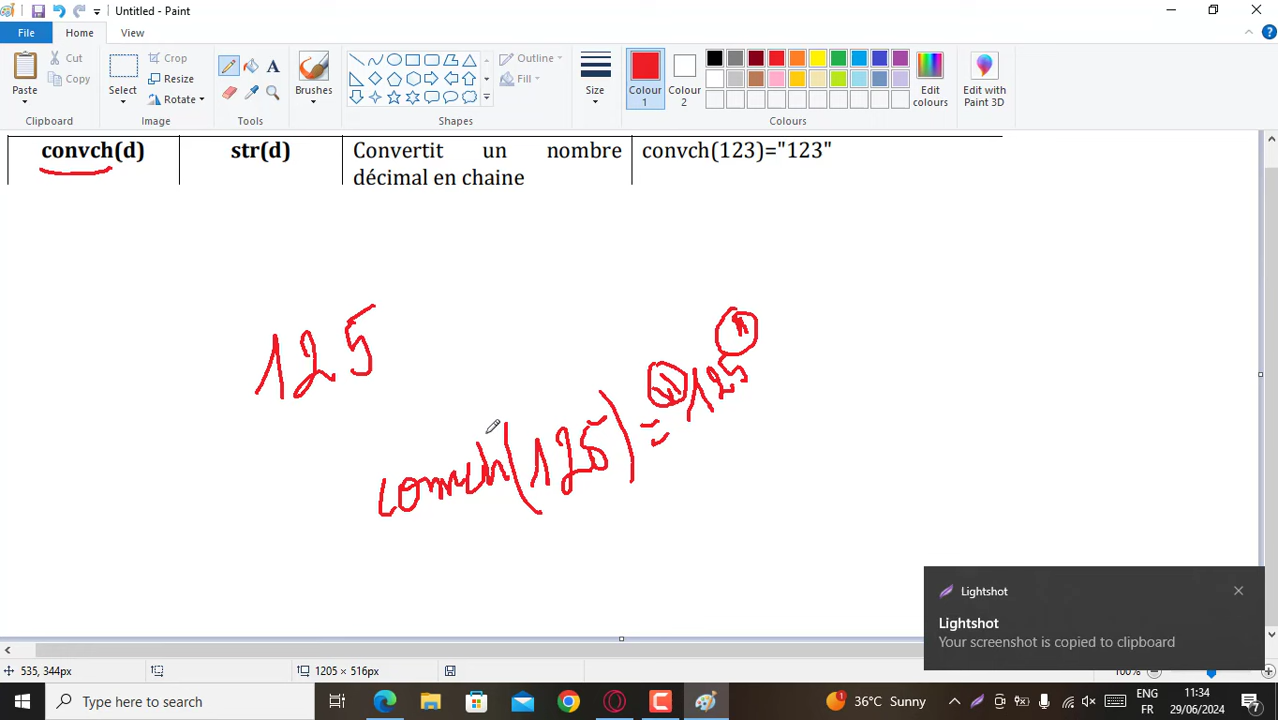 Untitled - Paint
File Home View
Paste Cut Copy
Clipboard
Select Crop Resize Rotate
Image
Tools
Brushes
Shapes
Outline Fill
Size
Colour 1 Colour 2
Edit colours
Edit with Paint 3D
Colours
convch(d) str(d) Convertit un nombre décimal en chaine convch(123)="123"
125
convch(125) = "125"
Lightshot
Lightshot
Your screenshot is copied to clipboard
535, 344px 1205 × 516px 100%
Type here to search 36°C Sunny ENG FR 11:34 29/06/2024 7
1